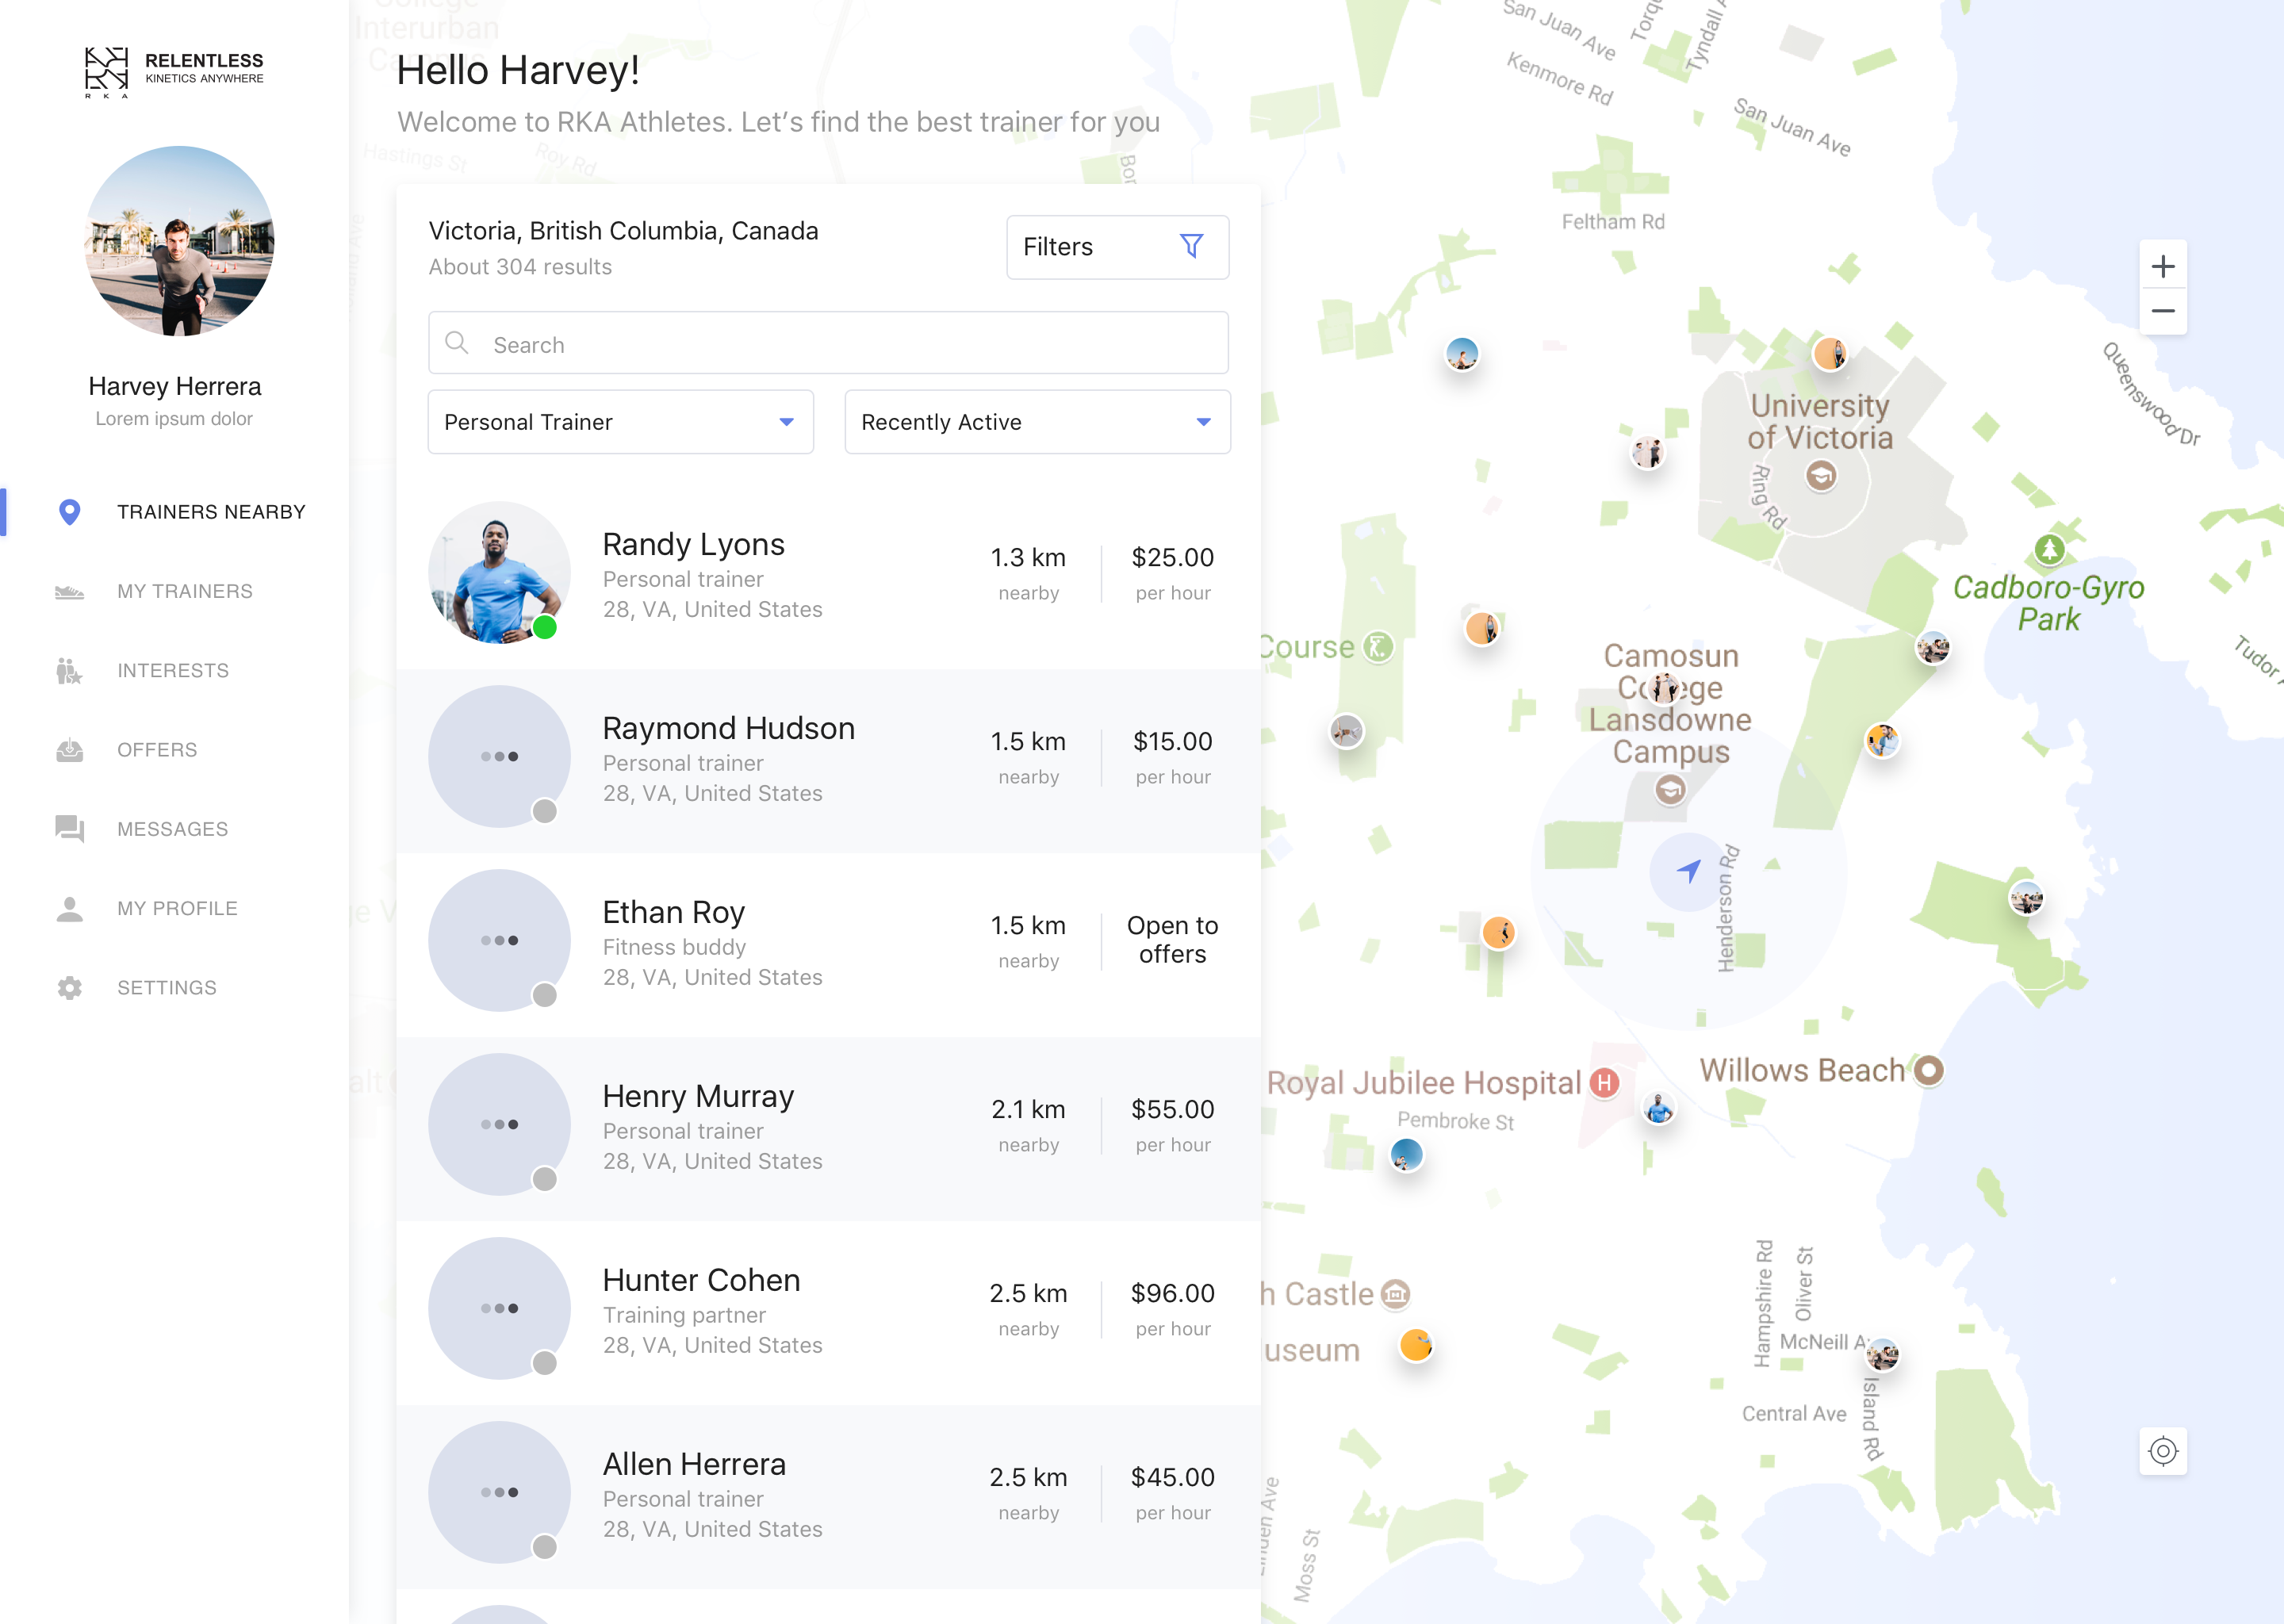 RELENTLESS
KINETICS ANYWHERE
R K A
Harvey Herrera
Lorem ipsum dolor
TRAINERS NEARBY
MY TRAINERS
INTERESTS
OFFERS
MESSAGES
MY PROFILE
SETTINGS
Interurban
Hello Harvey!
Welcome to RKA Athletes. Let's find the best trainer for you
Hastings St
Roy Rd
Victoria, British Columbia, Canada
About 304 results
Filters
Search
Personal Trainer
Recently Active
Randy Lyons
Personal trainer
28, VA, United States
1.3 km
nearby
$25.00
per hour
Raymond Hudson
Personal trainer
28, VA, United States
1.5 km
nearby
$15.00
per hour
Ethan Roy
Fitness buddy
28, VA, United States
1.5 km
nearby
Open to
offers
Henry Murray
Personal trainer
28, VA, United States
2.1 km
nearby
$55.00
per hour
Hunter Cohen
Training partner
28, VA, United States
2.5 km
nearby
$96.00
per hour
Allen Herrera
Personal trainer
28, VA, United States
2.5 km
nearby
$45.00
per hour
San Juan Ave
Kenmore Rd
Tyndall
San Juan Ave
Feltham Rd
Queenswood Dr
University
of Victoria
Ring Rd
Cadboro-Gyro
Park
Tudor
Course
Camosun
Lansdowne
Campus
Henderson Rd
Willows Beach
Royal Jubilee Hospital
H
Pembroke St
h Castle
useum
Hampshire Rd
Oliver St
McNeill A
Central Ave
Island Rd
Moss St